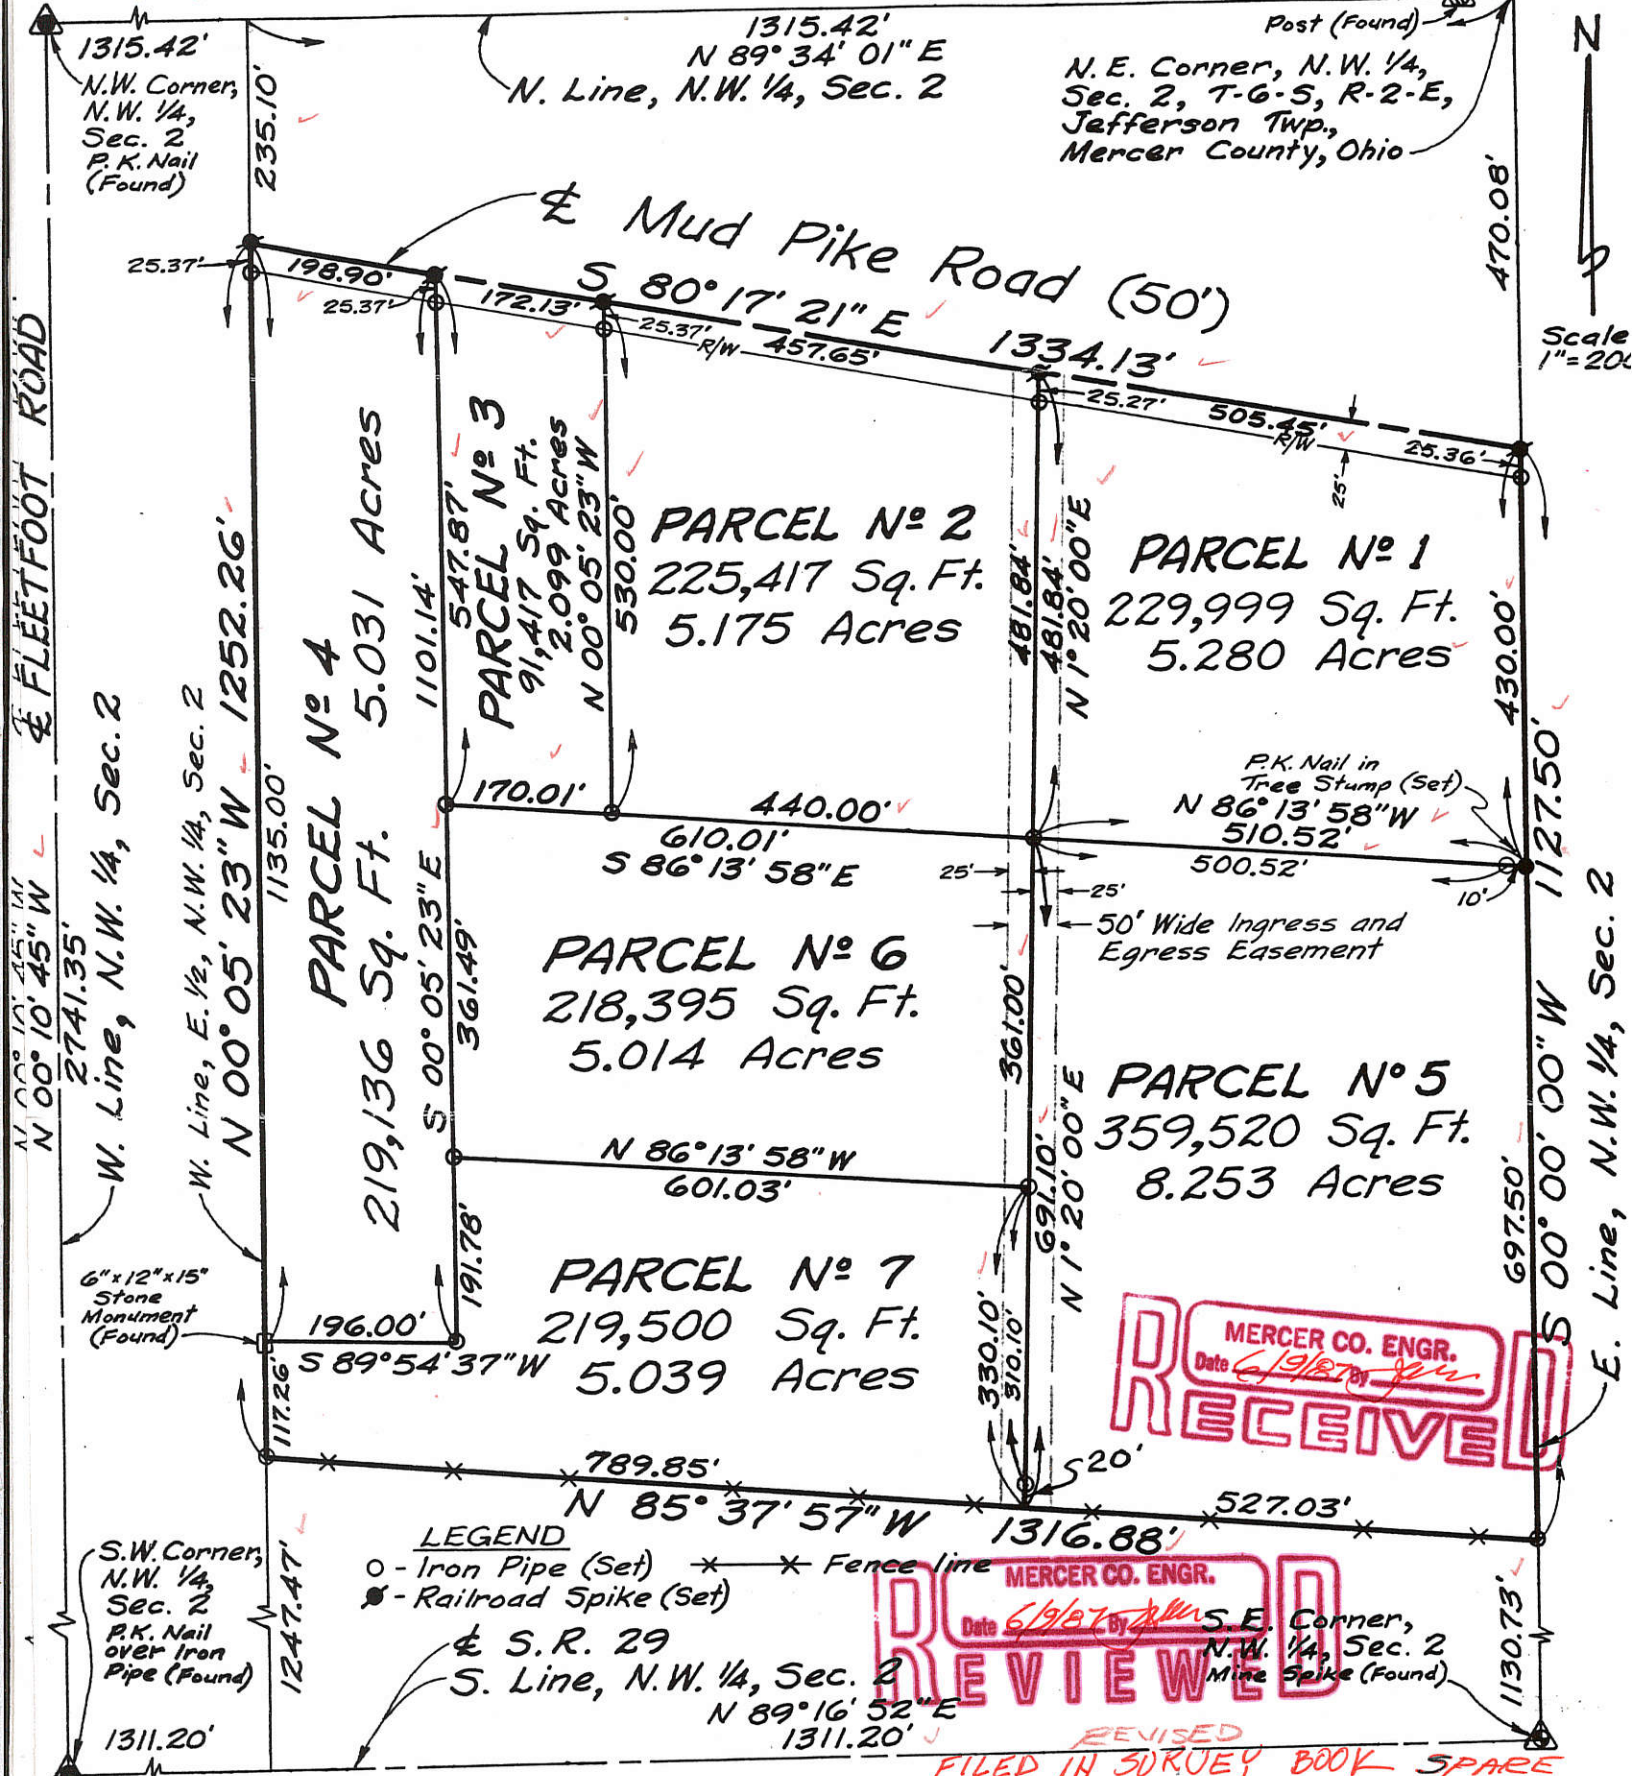 1315.42'
N.W. Corner,
N.W. 1/4,
Sec. 2
P.K. Nail
(Found)
235.10'
1315.42'
N 89° 34' 01" E
N. Line, N.W. 1/4, Sec. 2
Post (Found)
N.E. Corner, N.W. 1/4,
Sec. 2, T-6-S, R-2-E,
Jefferson Twp.,
Mercer County, Ohio
470.08'
N
Scale
1"=200
℄ Mud Pike Road (50')
S 80° 17' 21" E
1334.13'
25.37'
198.90'
25.37'
172.13'
25.37'
R/W
457.65'
25.27'
505.45'
R/W
25.36'
25'
℄ FLEETFOOT ROAD
N 00° 10' 45" W
N 00° 10' 45" W
2741.35'
W. Line, N.W. 1/4, Sec. 2
W. Line, E. 1/2, N.W. 1/4, Sec. 2
N 00° 05' 23" W 1252.26'
1135.00'
PARCEL Nº 4
219,136 Sq. Ft. 5.031 Acres
1101.14'
547.87'
S 00° 05' 23" E
361.49'
191.78'
PARCEL Nº 3
91,417 Sq. Ft.
2.099 Acres
N 00° 05' 23" W
530.00'
PARCEL Nº 2
225,417 Sq. Ft.
5.175 Acres
481.84'
481.84'
N 1° 20' 00" E
PARCEL Nº 1
229,999 Sq. Ft.
5.280 Acres
430.00'
1127.50'
P.K. Nail in
Tree Stump (Set)
N 86° 13' 58" W
510.52'
500.52'
10'
170.01'
440.00'
610.01'
S 86° 13' 58" E
25'
25'
50' Wide Ingress and
Egress Easement
PARCEL Nº 6
218,395 Sq. Ft.
5.014 Acres
361.00'
N 86° 13' 58" W
601.03'
PARCEL Nº 5
359,520 Sq. Ft.
8.253 Acres
691.10'
N 1° 20' 00" E
697.50'
S 00° 00' 00" W
E. Line, N.W. 1/4, Sec. 2
6"x12"x15"
Stone
Monument
(Found)
196.00'
S 89° 54' 37" W
117.26'
PARCEL Nº 7
219,500 Sq. Ft.
5.039 Acres
330.10'
310.10'
20'
MERCER CO. ENGR.
Date 6/9/87 By
RECEIVED
789.85'
N 85° 37' 57" W
1316.88'
527.03'
LEGEND
○ - Iron Pipe (Set) ×——× Fence line
- Railroad Spike (Set)
S.W. Corner,
N.W. 1/4,
Sec. 2
P.K. Nail
over Iron
Pipe (Found)
1247.47'
℄ S.R. 29
S. Line, N.W. 1/4, Sec. 2
N 89° 16' 52" E
1311.20'
1311.20'
MERCER CO. ENGR.
Date 6/9/87 By
REVIEWED
S.E. Corner,
N.W. 1/4, Sec. 2
Mine Spike (Found)
1130.73'
REVISED
FILED IN SURVEY BOOK SPARE